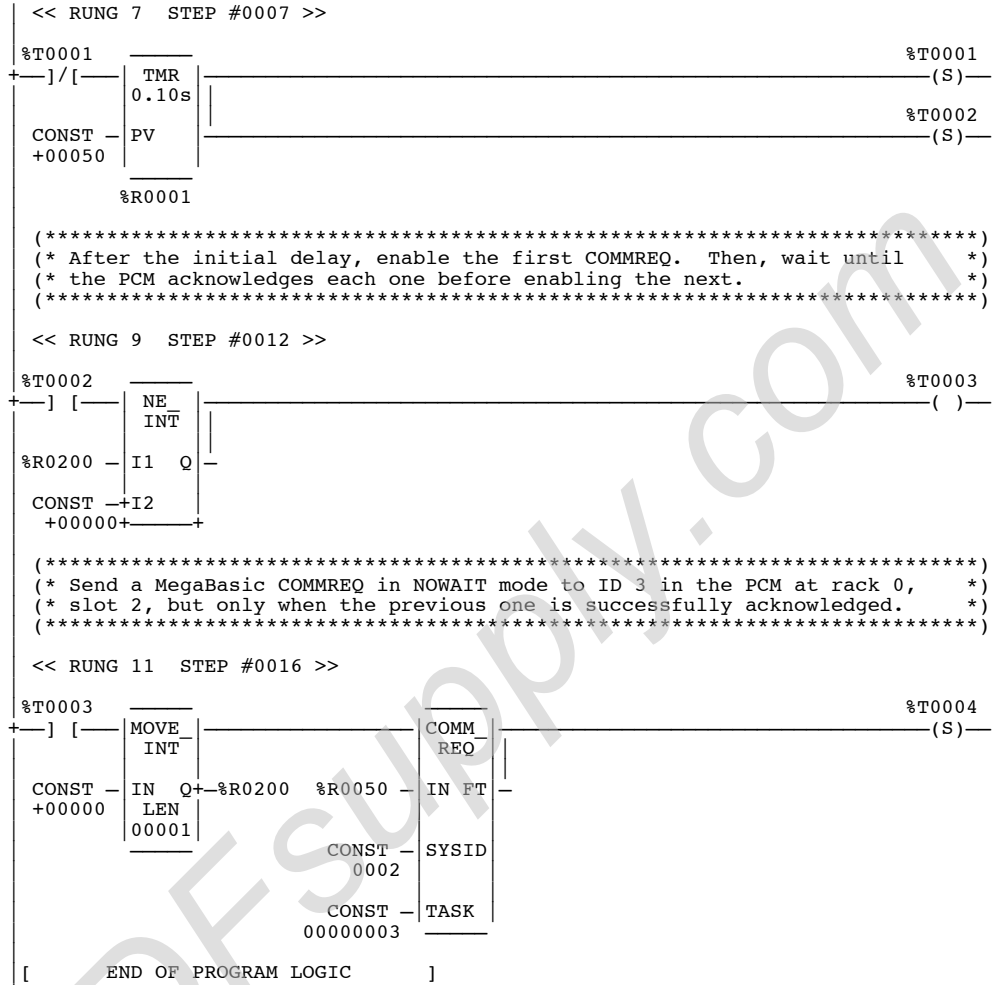 << RUNG 7 STEP #0007 >>
%T0001 %T0001
]/[ TMR (S)
0.10s
%T0002
CONST PV (S)
+00050
%R0001
(****************************************************************************)
(* After the initial delay, enable the first COMMREQ. Then, wait until *)
(* the PCM acknowledges each one before enabling the next. *)
(****************************************************************************)
<< RUNG 9 STEP #0012 >>
%T0002 %T0003
] [ NE_ ( )
INT
%R0200 I1 Q
CONST +I2
+00000+ +
(****************************************************************************)
(* Send a MegaBasic COMMREQ in NOWAIT mode to ID 3 in the PCM at rack 0, *)
(* slot 2, but only when the previous one is successfully acknowledged. *)
(****************************************************************************)
<< RUNG 11 STEP #0016 >>
%T0003 %T0004
] [ MOVE_ COMM_ (S)
INT REQ
CONST IN Q+ %R0200 %R0050 IN FT
+00000 LEN
00001
CONST SYSID
0002
CONST TASK
00000003
[ END OF PROGRAM LOGIC ]
PDFsupply.com